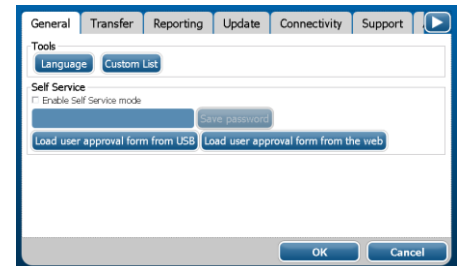 General Transfer Reporting Update Connectivity Support
Tools
Language Custom List
Self Service
Enable Self Service mode
Save password
Load user approval form from USB Load user approval form from the web
OK Cancel